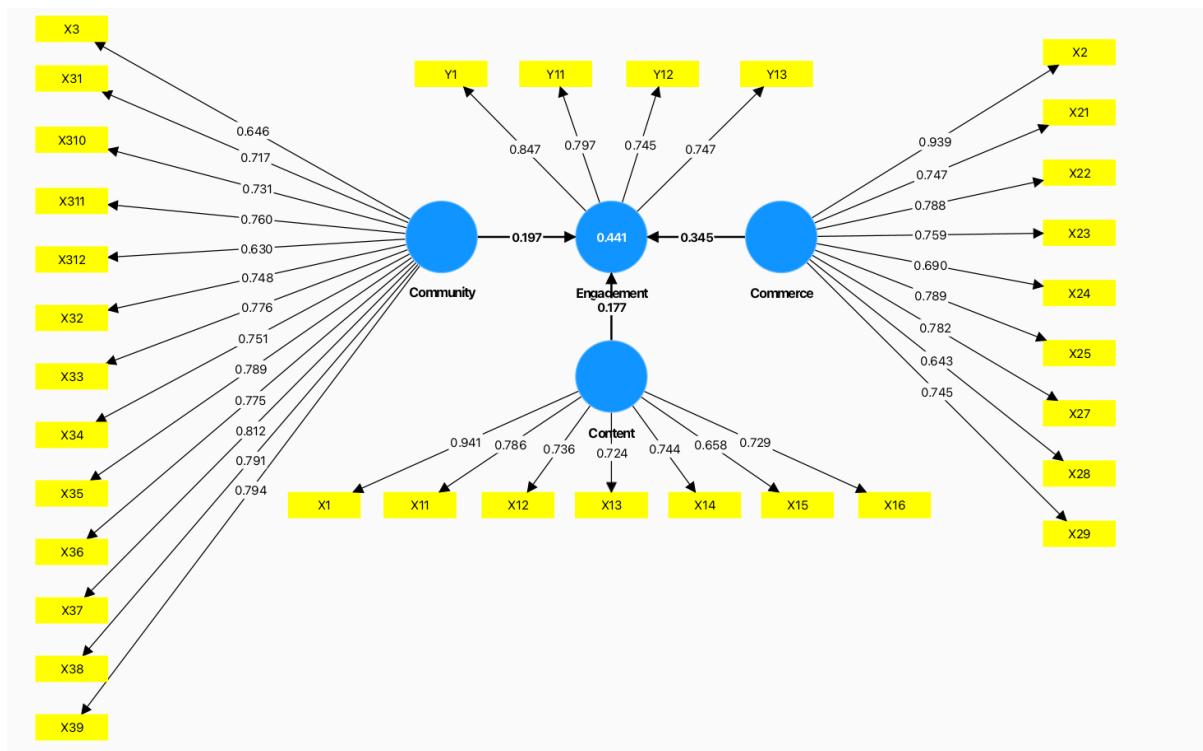 X3
X31
X310
X311
X312
X32
X33
X34
X35
X36
X37
X38
X39
0.646
0.717
0.731
0.760
0.630
0.748
0.776
0.751
0.789
0.775
0.812
0.791
0.794
Community
0.197
Y1
Y11
Y12
Y13
0.847
0.797
0.745
0.747
0.441
Engagement
0.177
0.345
Commerce
Content
0.941
0.786
0.736
0.724
0.744
0.658
0.729
X1
X11
X12
X13
X14
X15
X16
0.939
0.747
0.788
0.759
0.690
0.789
0.782
0.643
0.745
X2
X21
X22
X23
X24
X25
X27
X28
X29